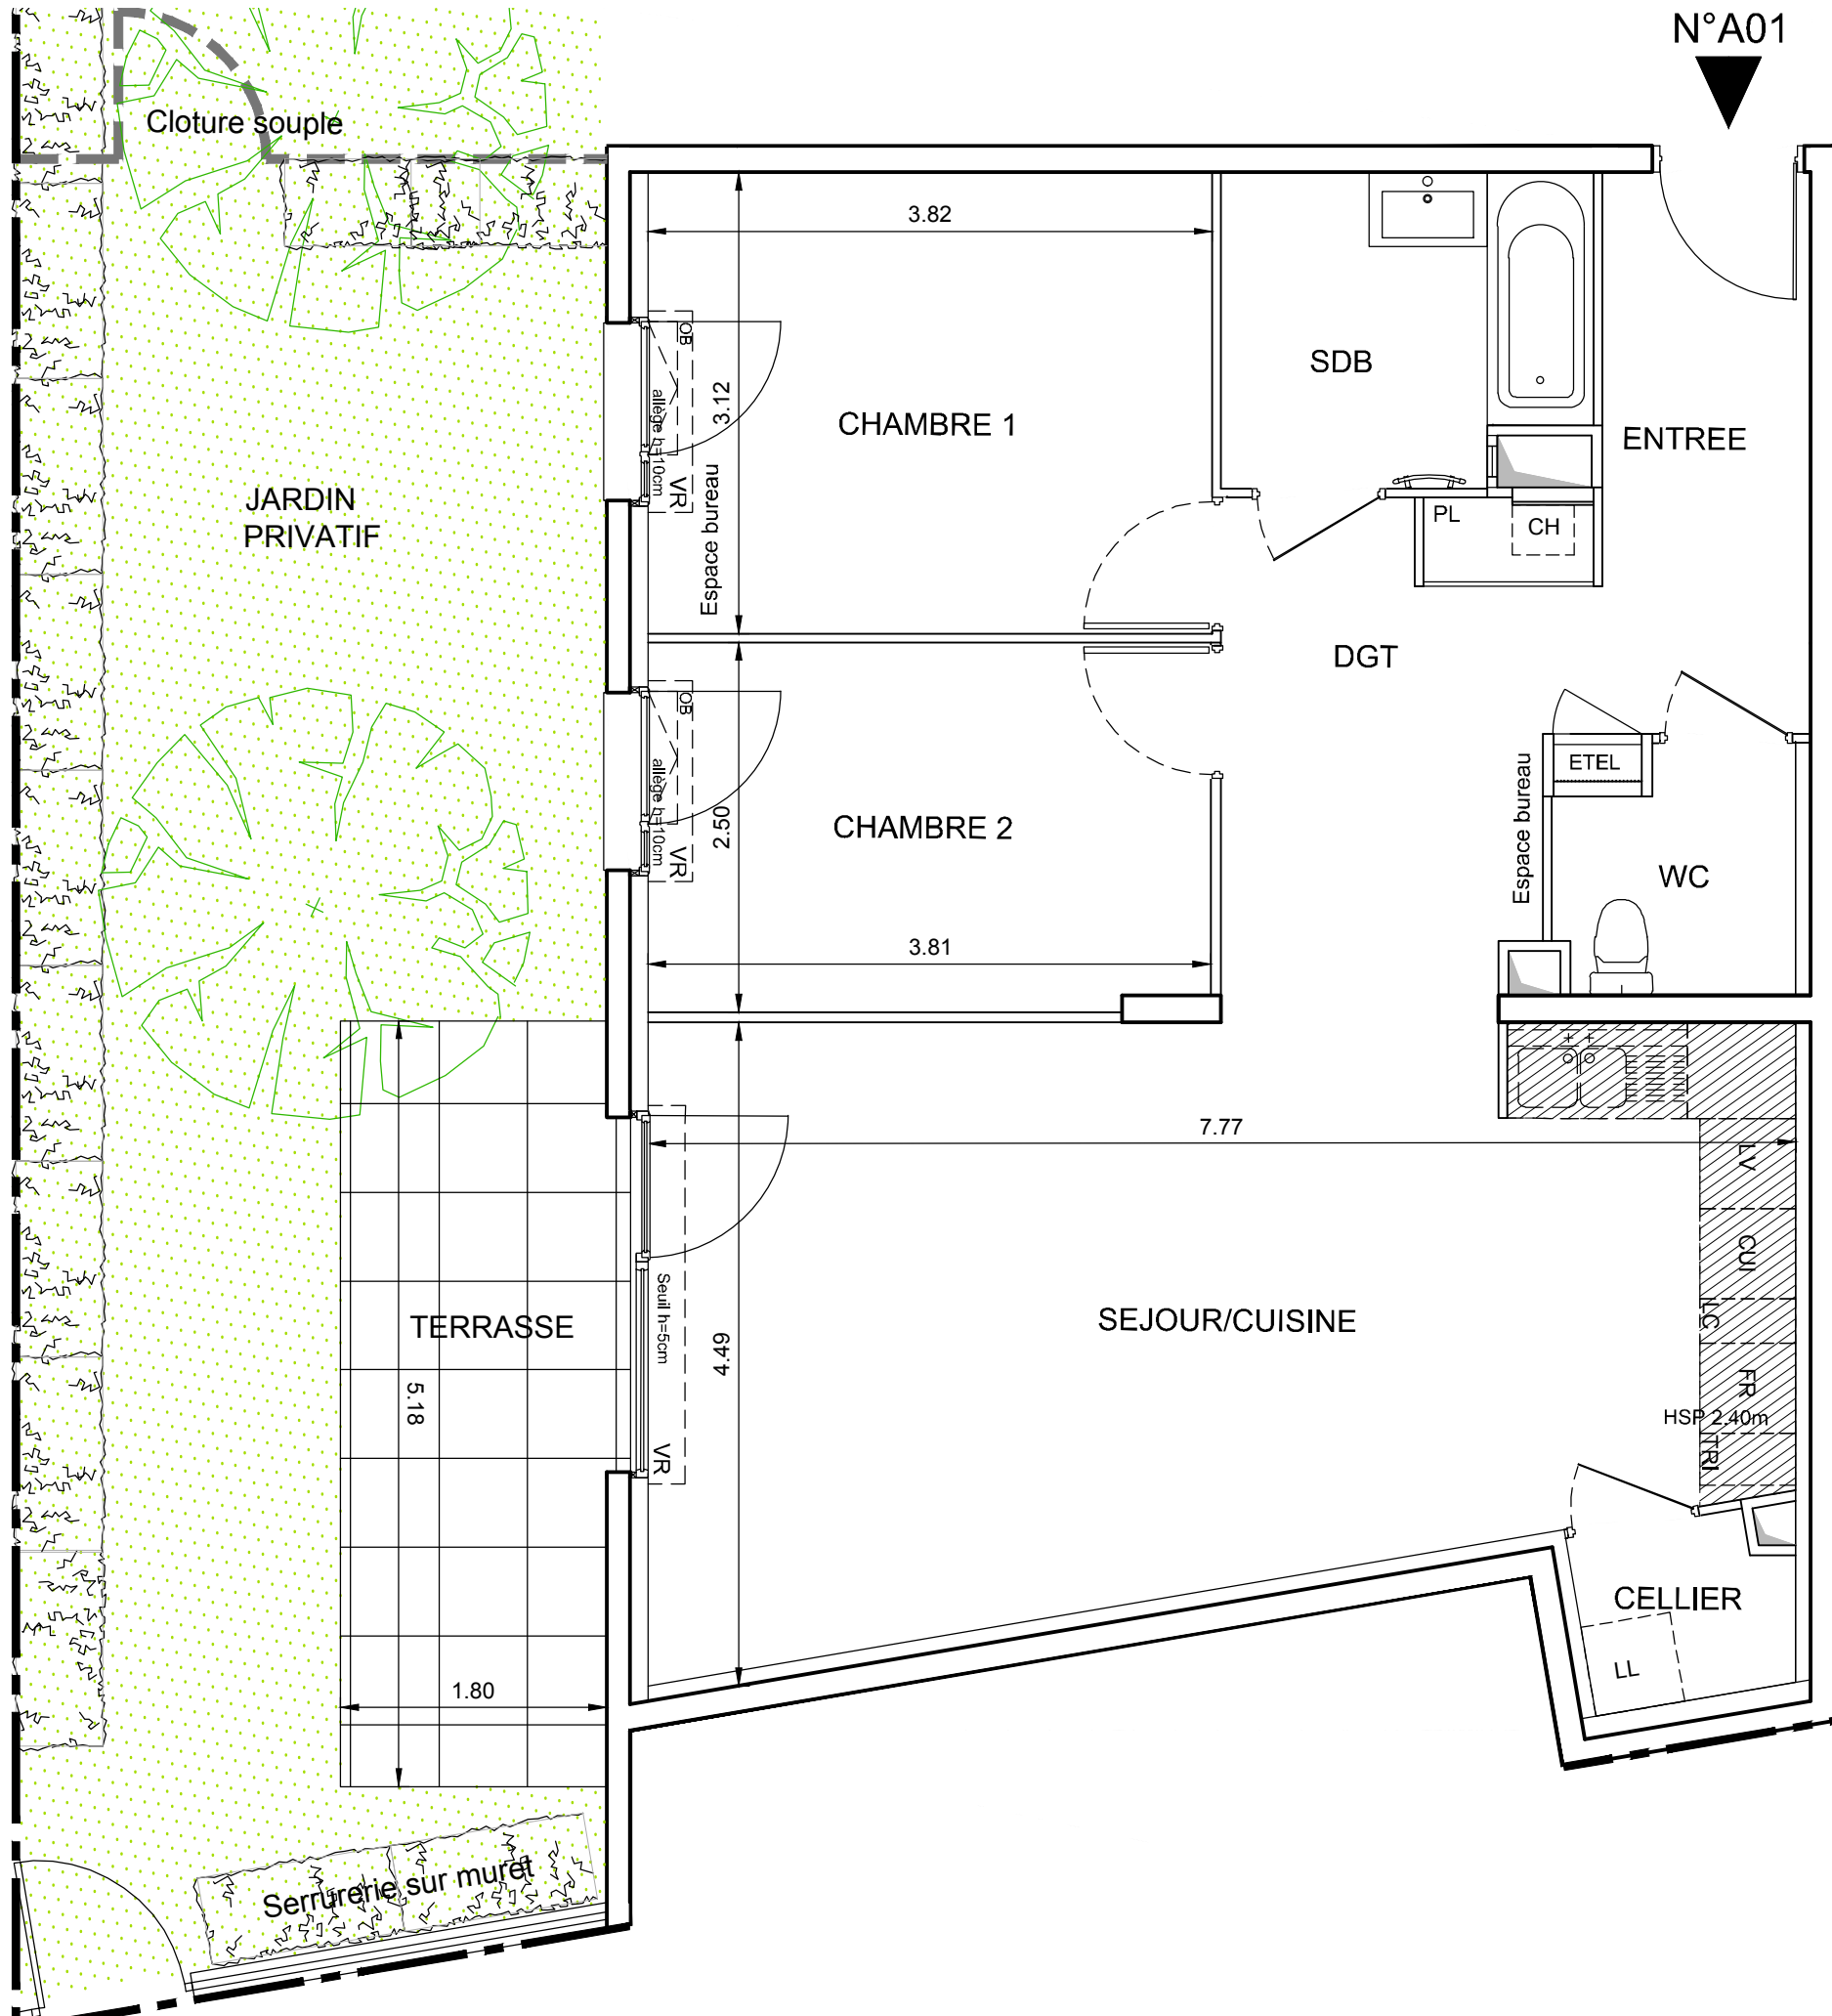 N°A01
Cloture souple
3.82
SDB
OB
allège h=10cm
3.12
VR
CHAMBRE 1
ENTREE
Espace bureau
JARDIN
PRIVATIF
PL
CH
DGT
OB
allège h=10cm
2.50
VR
CHAMBRE 2
ETEL
Espace bureau
WC
3.81
7.77
LV
CUI
LC
FR
HSP 2.40m
TRI
SEJOUR/CUISINE
TERRASSE
Seuil h=5cm
4.49
VR
5.18
CELLIER
LL
1.80
Serrurerie sur muret